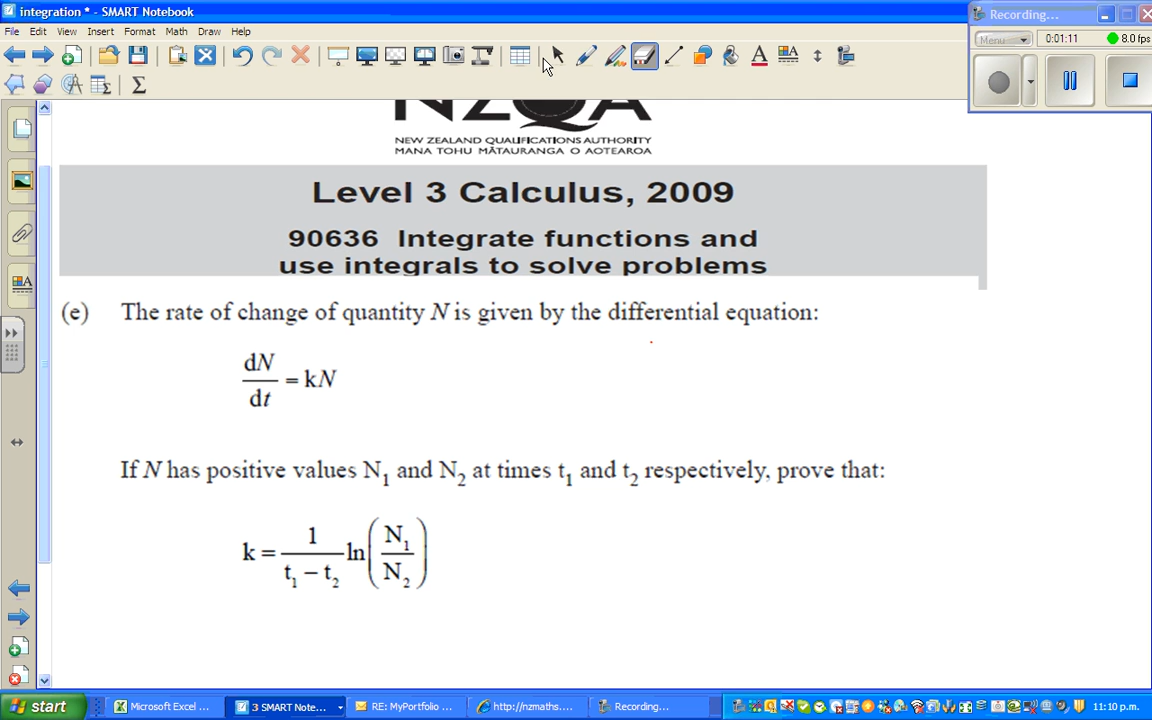 integration * - SMART Notebook
Recording...
File Edit View Insert Format Math Draw Help
Menu 0:01:11 8.0 fps
NZQA
NEW ZEALAND QUALIFICATIONS AUTHORITY
MANA TOHU MĀTAURANGA O AOTEAROA
Level 3 Calculus, 2009
90636 Integrate functions and
use integrals to solve problems
(e) The rate of change of quantity N is given by the differential equation:
dN/dt = kN
If N has positive values N₁ and N₂ at times t₁ and t₂ respectively, prove that:
k = 1/(t₁ – t₂) ln(N₁/N₂)
start Microsoft Excel ... 3 SMART Note... RE: MyPortfolio ... http://nzmaths.... Recording... 11:10 p.m.